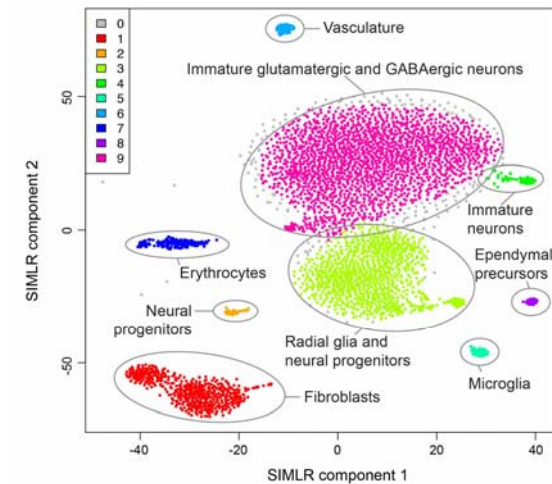 0
1
2
3
4
5
6
7
8
9
Vasculature
Immature glutamatergic and GABAergic neurons
Immature
neurons
Erythrocytes
Ependymal
precursors
Neural
progenitors
Radial glia and
neural progenitors
Microglia
Fibroblasts
50
0
-50
SIMLR component 2
-40
-20
0
20
40
SIMLR component 1